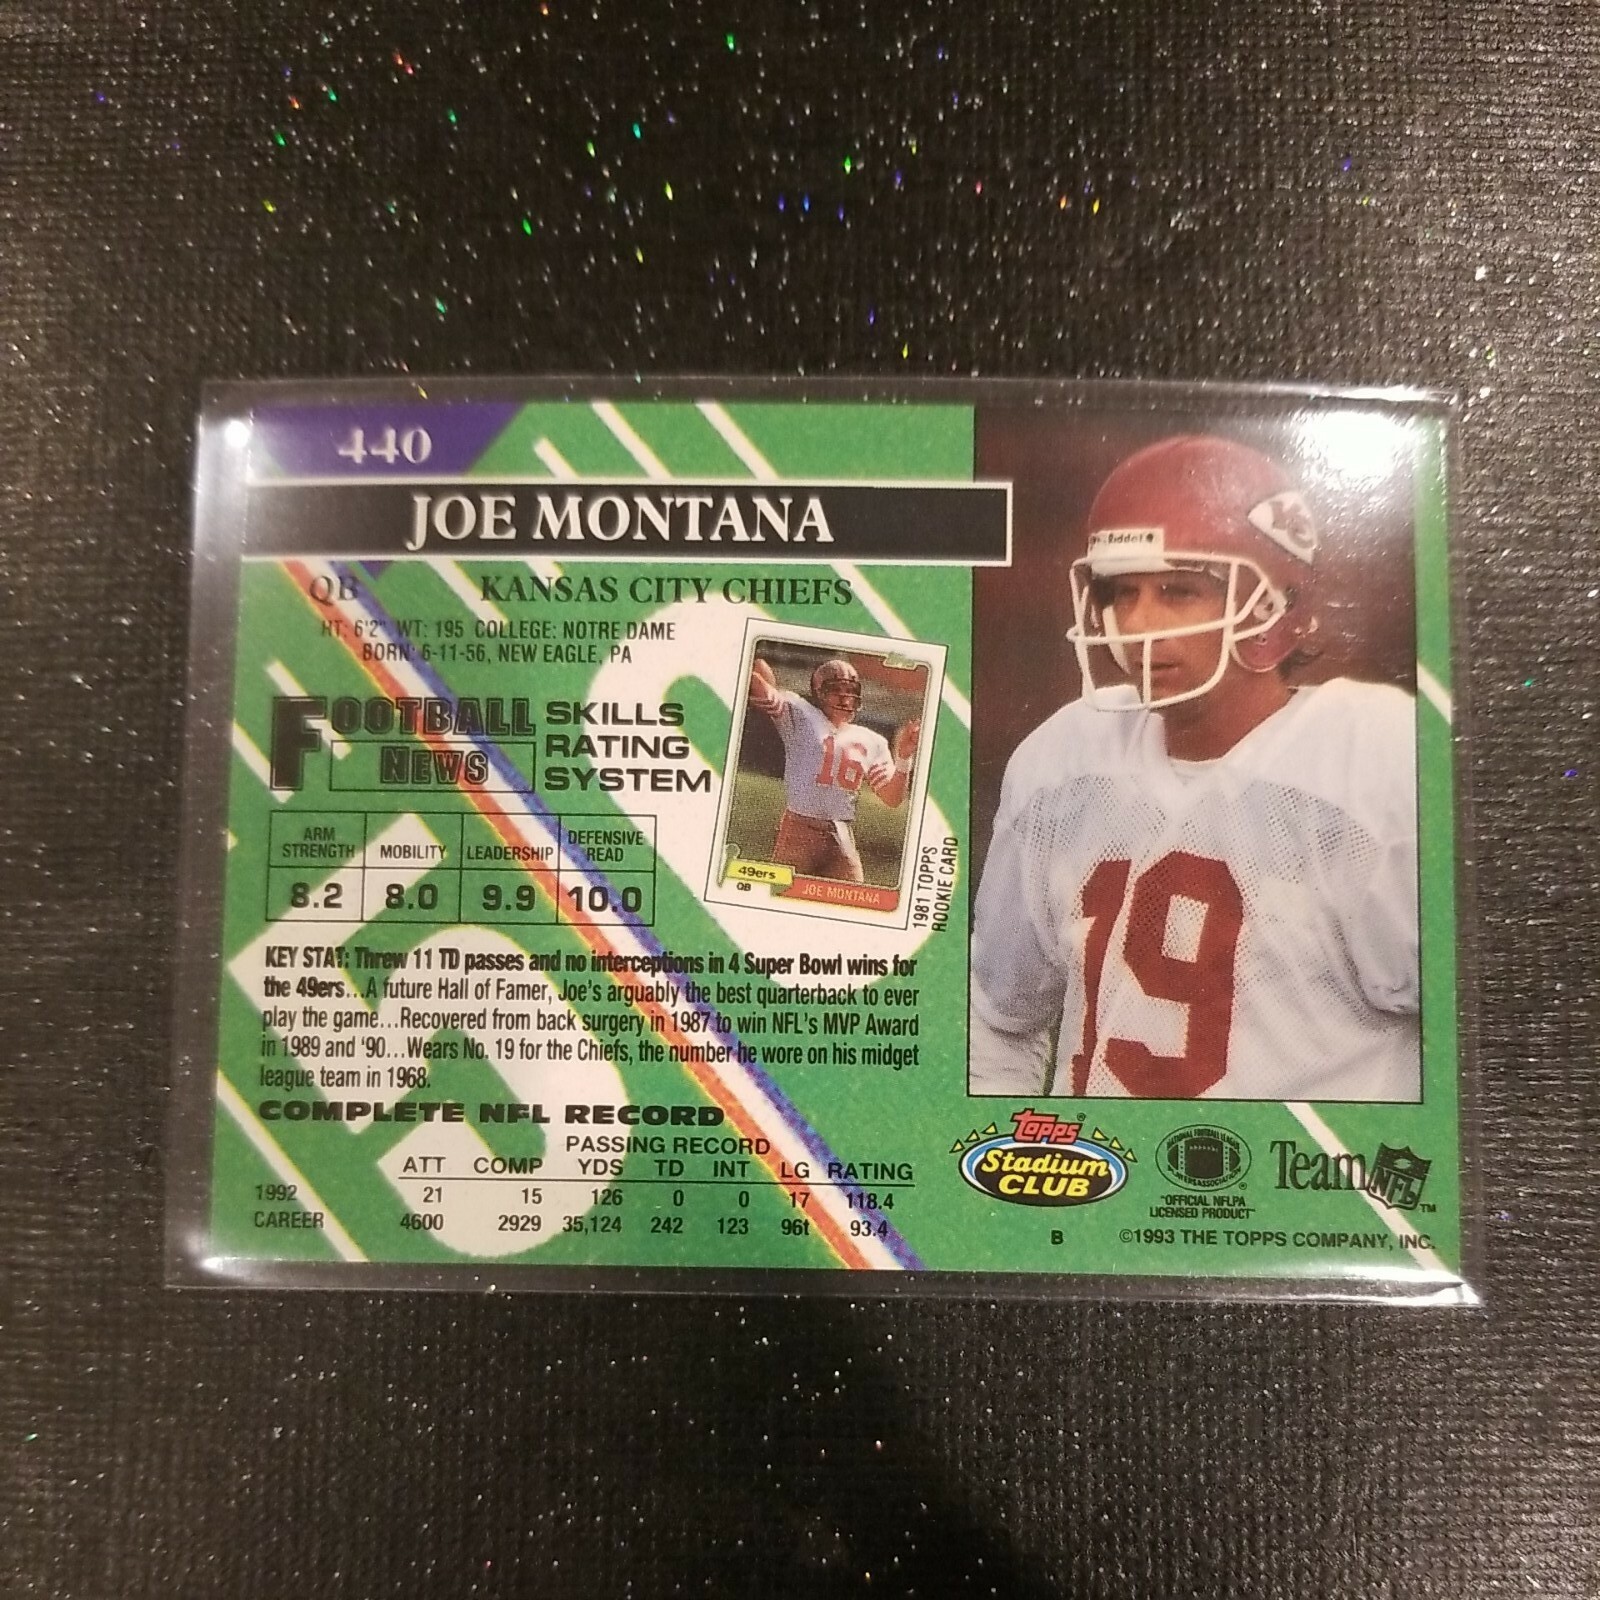 440
JOE MONTANA
QB KANSAS CITY CHIEFS
HT: 6'2" WT: 195 COLLEGE: NOTRE DAME
BORN: 6-11-56, NEW EAGLE, PA
FOOTBALL NEWS
SKILLS
RATING
SYSTEM
ARM STRENGTH MOBILITY LEADERSHIP DEFENSIVE READ
8.2 8.0 9.9 10.0
16
49ers
QB
JOE MONTANA
1981 TOPPS
ROOKIE CARD
KEY STAT: Threw 11 TD passes and no interceptions in 4 Super Bowl wins for
the 49ers...A future Hall of Famer, Joe's arguably the best quarterback to ever
play the game...Recovered from back surgery in 1987 to win NFL's MVP Award
in 1989 and '90...Wears No. 19 for the Chiefs, the number he wore on his midget
league team in 1968.
COMPLETE NFL RECORD
PASSING RECORD
ATT COMP YDS TD INT LG RATING
1992 21 15 126 0 0 17 118.4
CAREER 4600 2929 35,124 242 123 96t 93.4
Riddell
KC
19
Topps®
Stadium
CLUB
OFFICIAL NFLPA
LICENSED PRODUCT
Team NFL™
B ©1993 THE TOPPS COMPANY, INC.